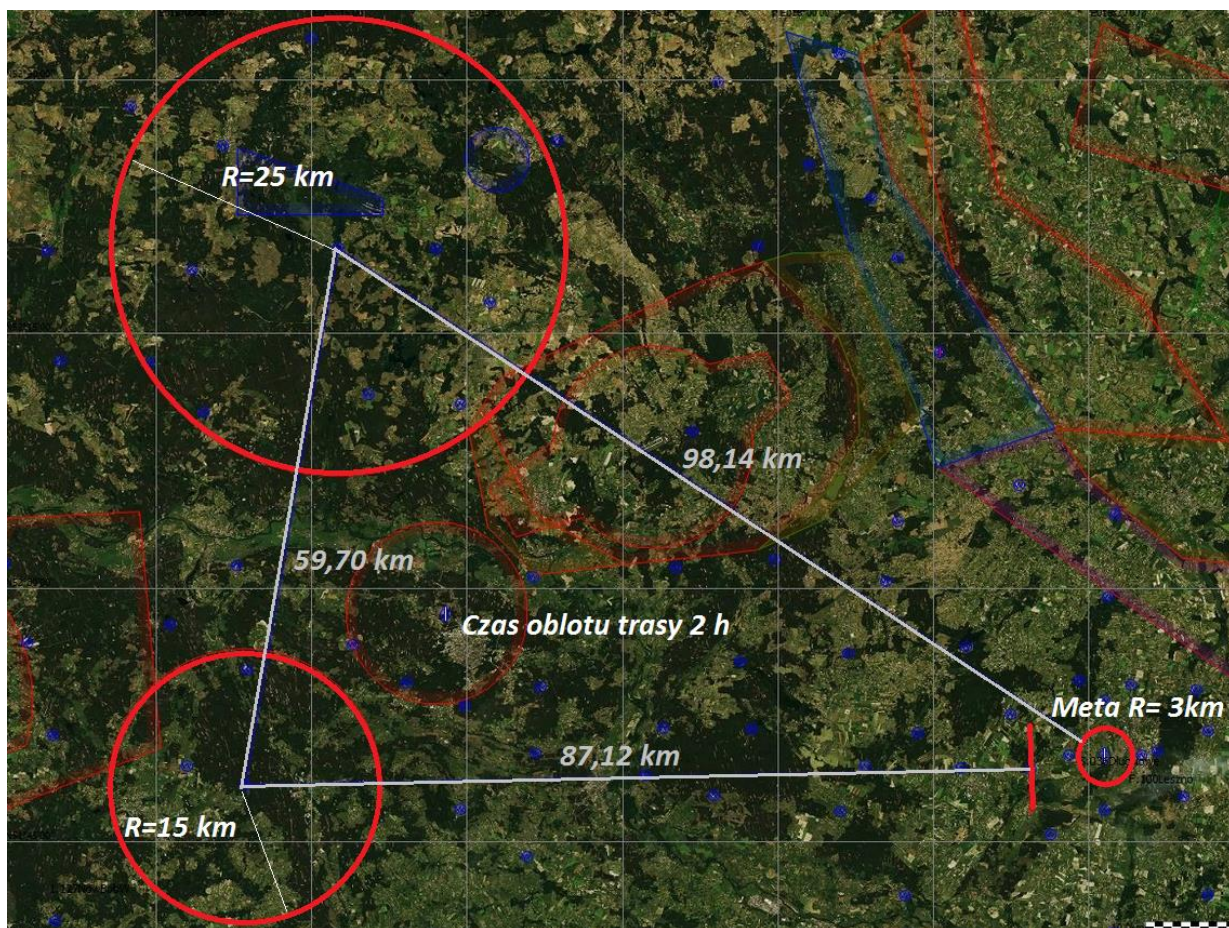 R=25 km
98,14 km
59,70 km
Czas oblotu trasy 2 h
Meta R= 3km
87,12 km
R=15 km